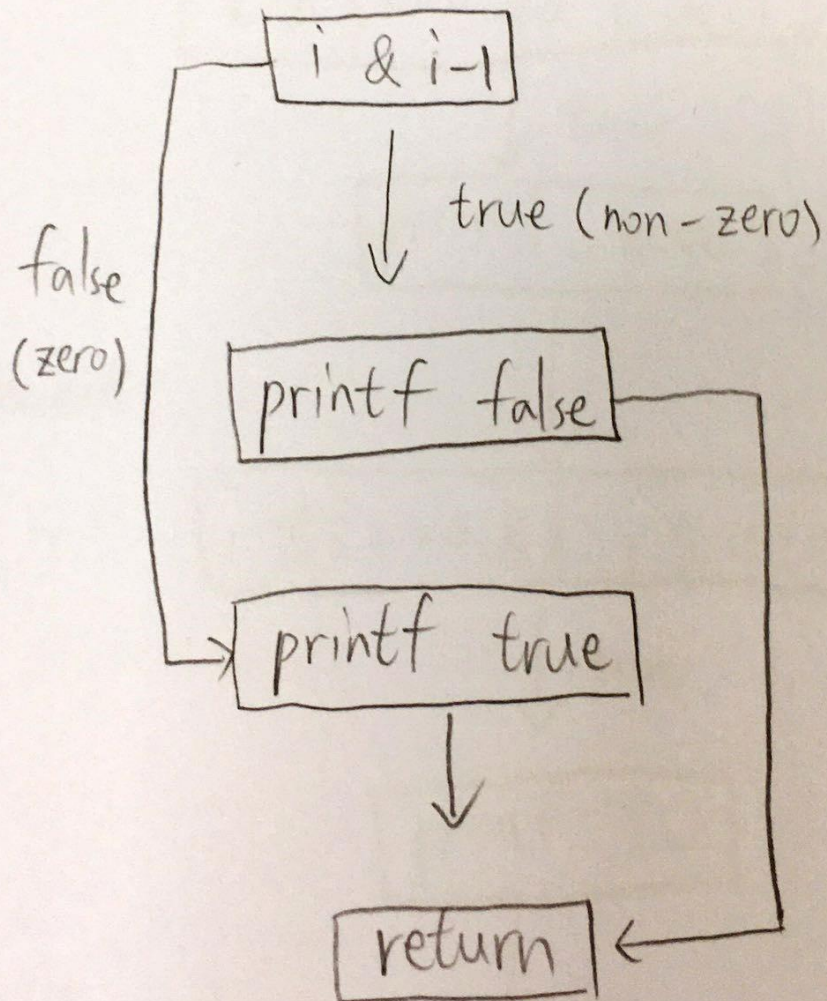 i & i-1
true (non-zero)
false
(zero)
printf false
printf true
return